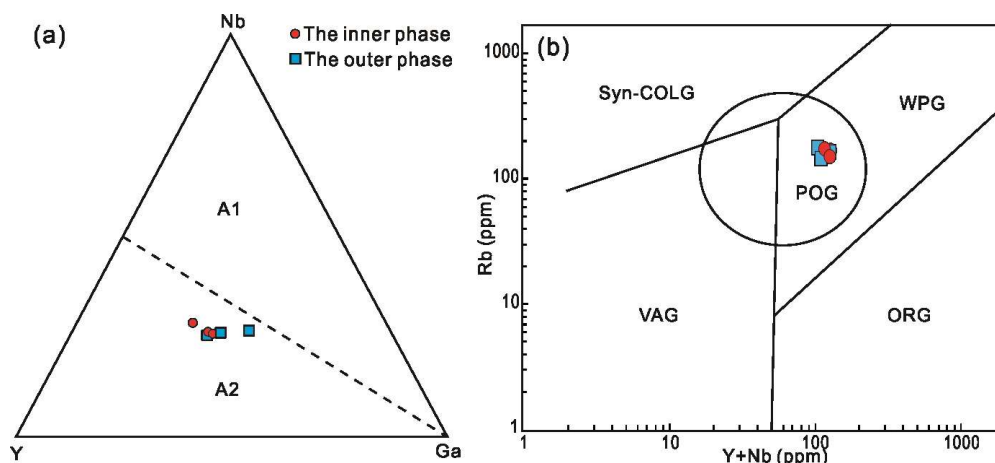 (a)
Nb
The inner phase
The outer phase
A1
A2
Y
Ga
(b)
1000
100
10
1
Rb (ppm)
Syn-COLG
WPG
POG
VAG
ORG
1
10
100
1000
Y+Nb (ppm)